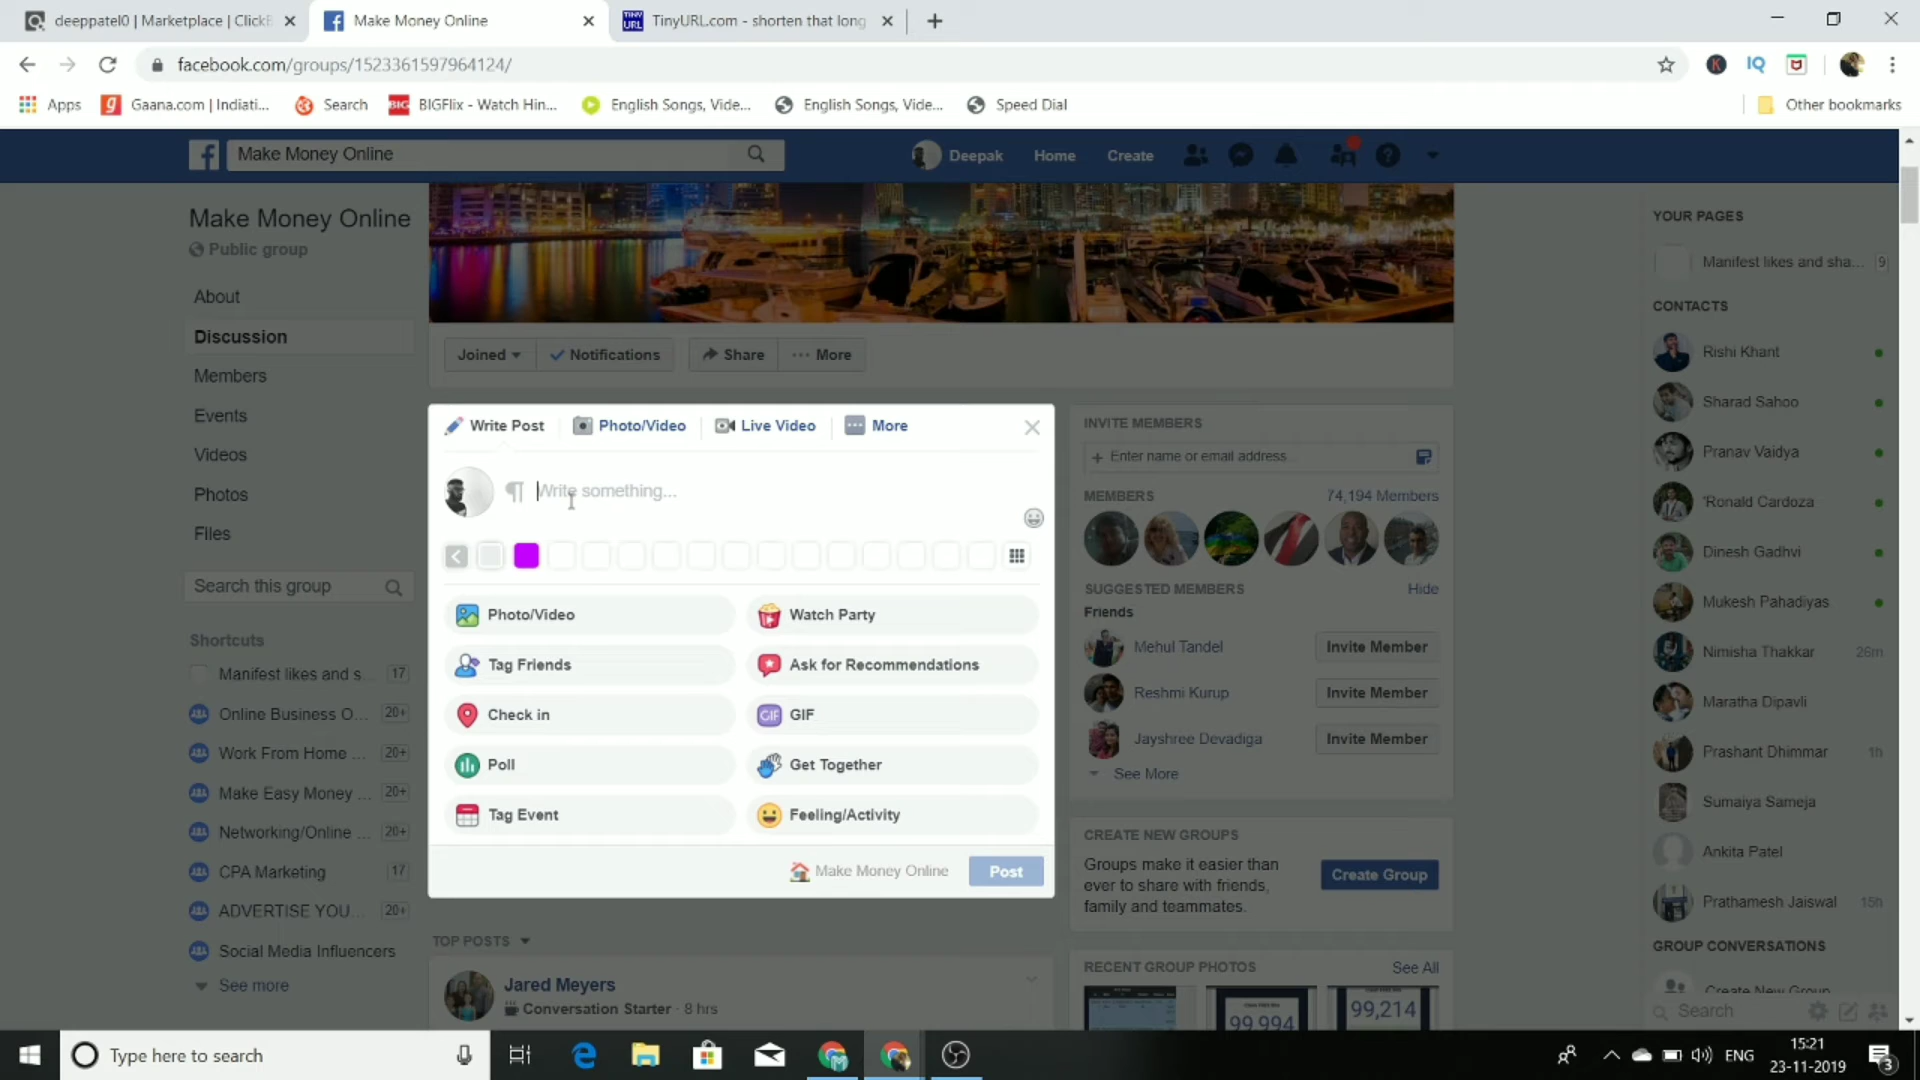 deeppatel0 | Marketplace | ClickB
Make Money Online
TinyURL.com - shorten that long
facebook.com/groups/1523361597964124/
Apps
Gaana.com | Indiati...
Search
BIGFlix - Watch Hin...
English Songs, Vide...
English Songs, Vide...
Speed Dial
Other bookmarks
Make Money Online
Deepak
Home
Create
Make Money Online
Public group
About
Discussion
Members
Events
Videos
Photos
Files
Search this group
Shortcuts
Manifest likes and s... 17
Online Business O... 20+
Work From Home ... 20+
Make Easy Money ... 20+
Networking/Online ... 20+
CPA Marketing 17
ADVERTISE YOU... 20+
Social Media Influencers
See more
Joined
Notifications
Share
More
Write Post
Photo/Video
Live Video
More
Write something...
Photo/Video
Watch Party
Tag Friends
Ask for Recommendations
Check in
GIF
Poll
Get Together
Tag Event
Feeling/Activity
Make Money Online
Post
TOP POSTS
Jared Meyers
Conversation Starter · 8 hrs
INVITE MEMBERS
+ Enter name or email address...
MEMBERS 74,194 Members
SUGGESTED MEMBERS Hide
Friends
Mehul Tandel Invite Member
Reshmi Kurup Invite Member
Jayshree Devadiga Invite Member
See More
CREATE NEW GROUPS
Groups make it easier than
ever to share with friends,
family and teammates.
Create Group
RECENT GROUP PHOTOS See All
99,994
99,214
YOUR PAGES
Manifest likes and sha... 9
CONTACTS
Rishi Khant
Sharad Sahoo
Pranav Vaidya
'Ronald Cardoza
Dinesh Gadhvi
Mukesh Pahadiyas
Nimisha Thakkar 26m
Maratha Dipavli
Prashant Dhimmar 1h
Sumaiya Sameja
Ankita Patel
Prathamesh Jaiswal 15h
GROUP CONVERSATIONS
Create New Group
Search
Type here to search
ENG
15:21
23-11-2019
3